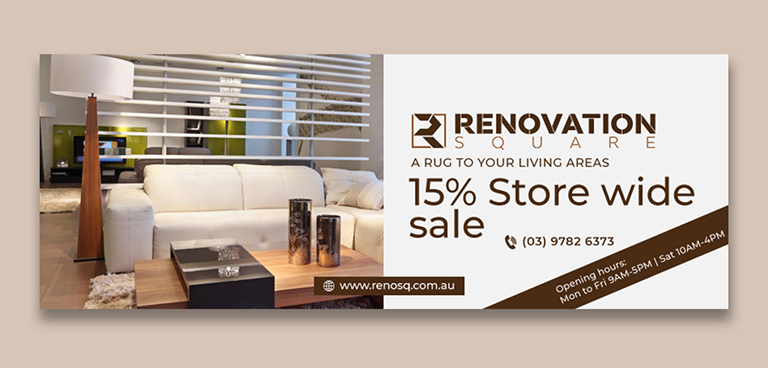 RENOVATION
SQUARE
A RUG TO YOUR LIVING AREAS
15% Store wide
sale
(03) 9782 6373
www.renosq.com.au
Opening hours:
Mon to Fri 9AM-5PM | Sat 10AM-4PM